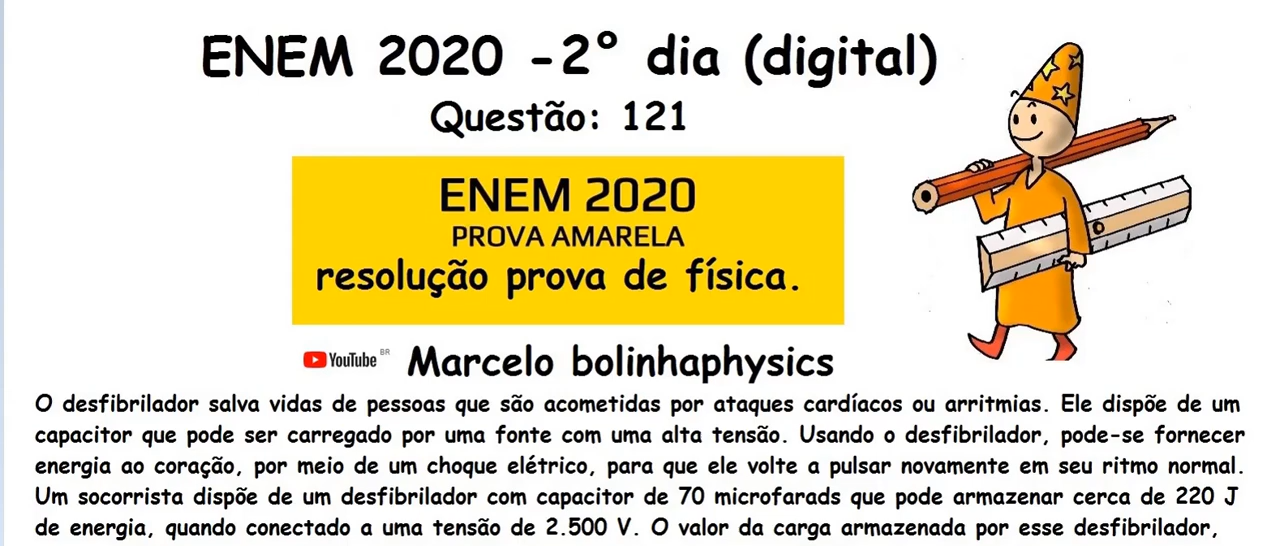 ENEM 2020 -2° dia (digital)
Questão: 121
ENEM 2020
PROVA AMARELA
resolução prova de física.
YouTube BR Marcelo bolinhaphysics
O desfibrilador salva vidas de pessoas que são acometidas por ataques cardíacos ou arritmias. Ele dispõe de um
capacitor que pode ser carregado por uma fonte com uma alta tensão. Usando o desfibrilador, pode-se fornecer
energia ao coração, por meio de um choque elétrico, para que ele volte a pulsar novamente em seu ritmo normal.
Um socorrista dispõe de um desfibrilador com capacitor de 70 microfarads que pode armazenar cerca de 220 J
de energia, quando conectado a uma tensão de 2.500 V. O valor da carga armazenada por esse desfibrilador,